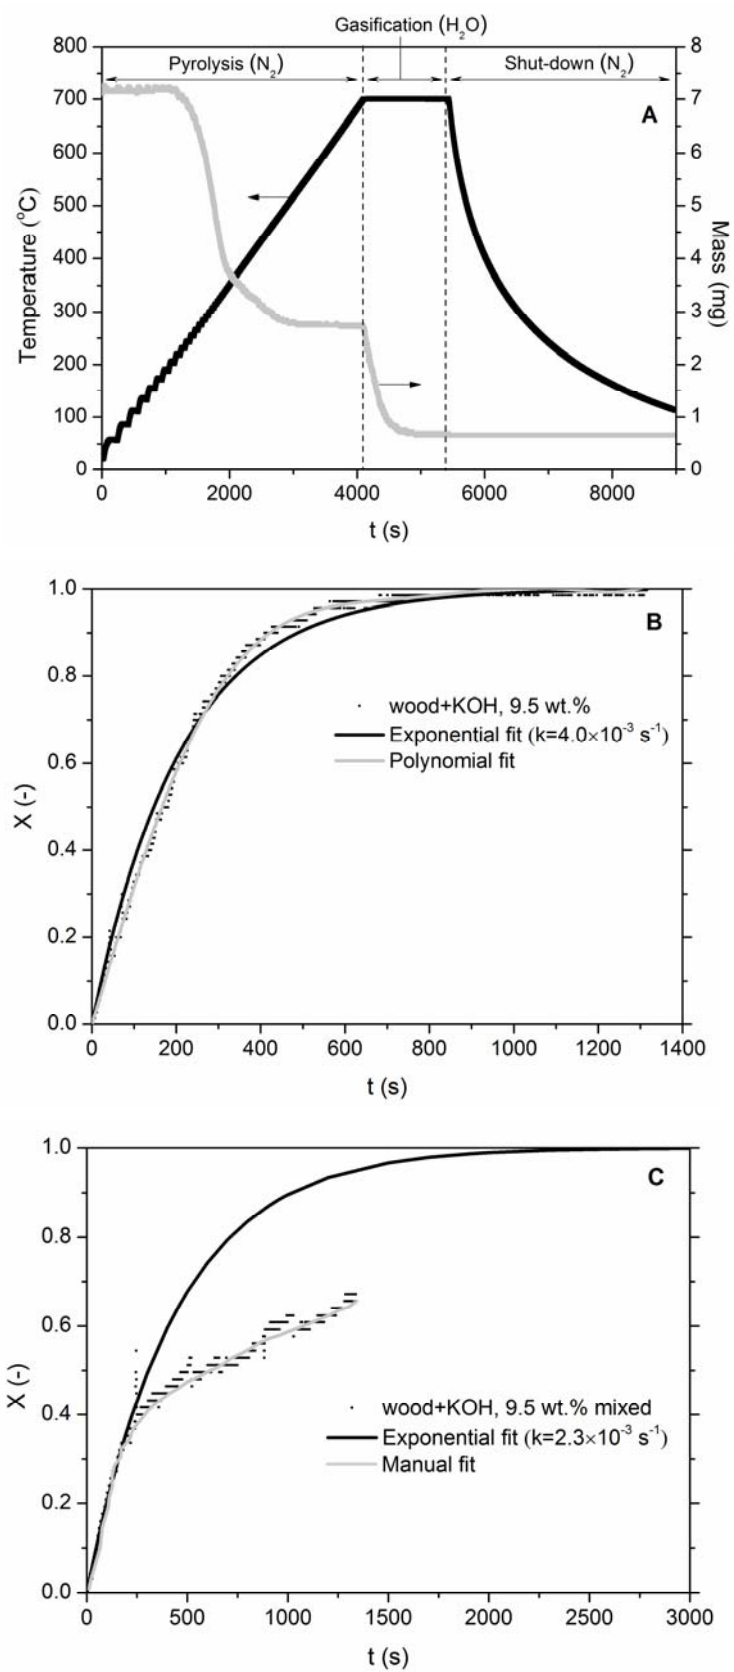 Gasification (H₂O)
Pyrolysis (N₂)
Shut-down (N₂)
A
800
700
600
500
400
300
200
100
0
Temperature (°C)
8
7
6
5
4
3
2
1
0
Mass (mg)
0 2000 4000 6000 8000
t (s)
B
1.0
0.8
0.6
0.4
0.2
0.0
X (-)
wood+KOH, 9.5 wt.%
Exponential fit (k=4.0×10⁻³ s⁻¹)
Polynomial fit
0 200 400 600 800 1000 1200 1400
t (s)
C
1.0
0.8
0.6
0.4
0.2
0.0
X (-)
wood+KOH, 9.5 wt.% mixed
Exponential fit (k=2.3×10⁻³ s⁻¹)
Manual fit
0 500 1000 1500 2000 2500 3000
t (s)